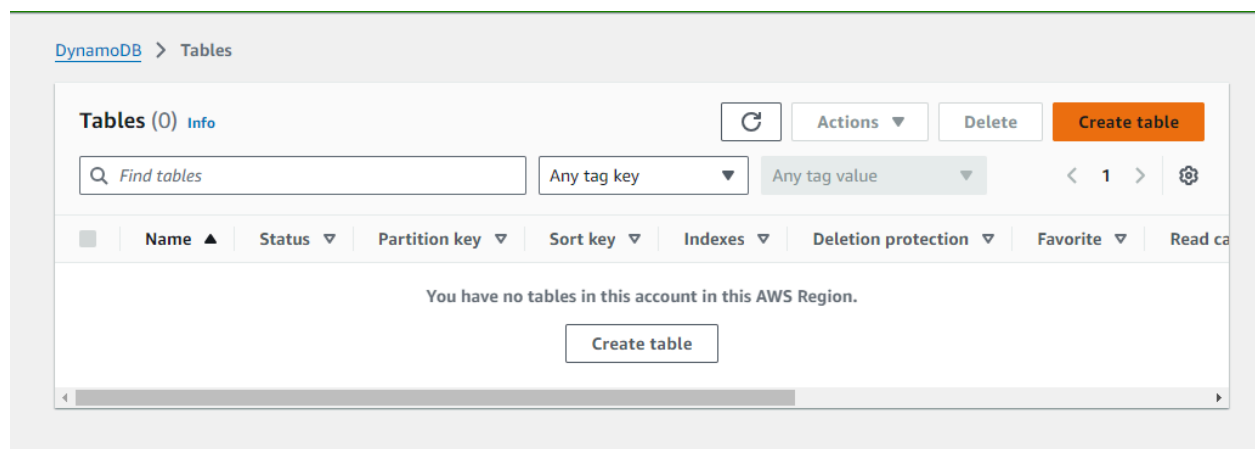 DynamoDB > Tables
Tables (0) Info Actions Delete Create table
Find tables Any tag key Any tag value < 1 >
Name Status Partition key Sort key Indexes Deletion protection Favorite Read ca
You have no tables in this account in this AWS Region.
Create table